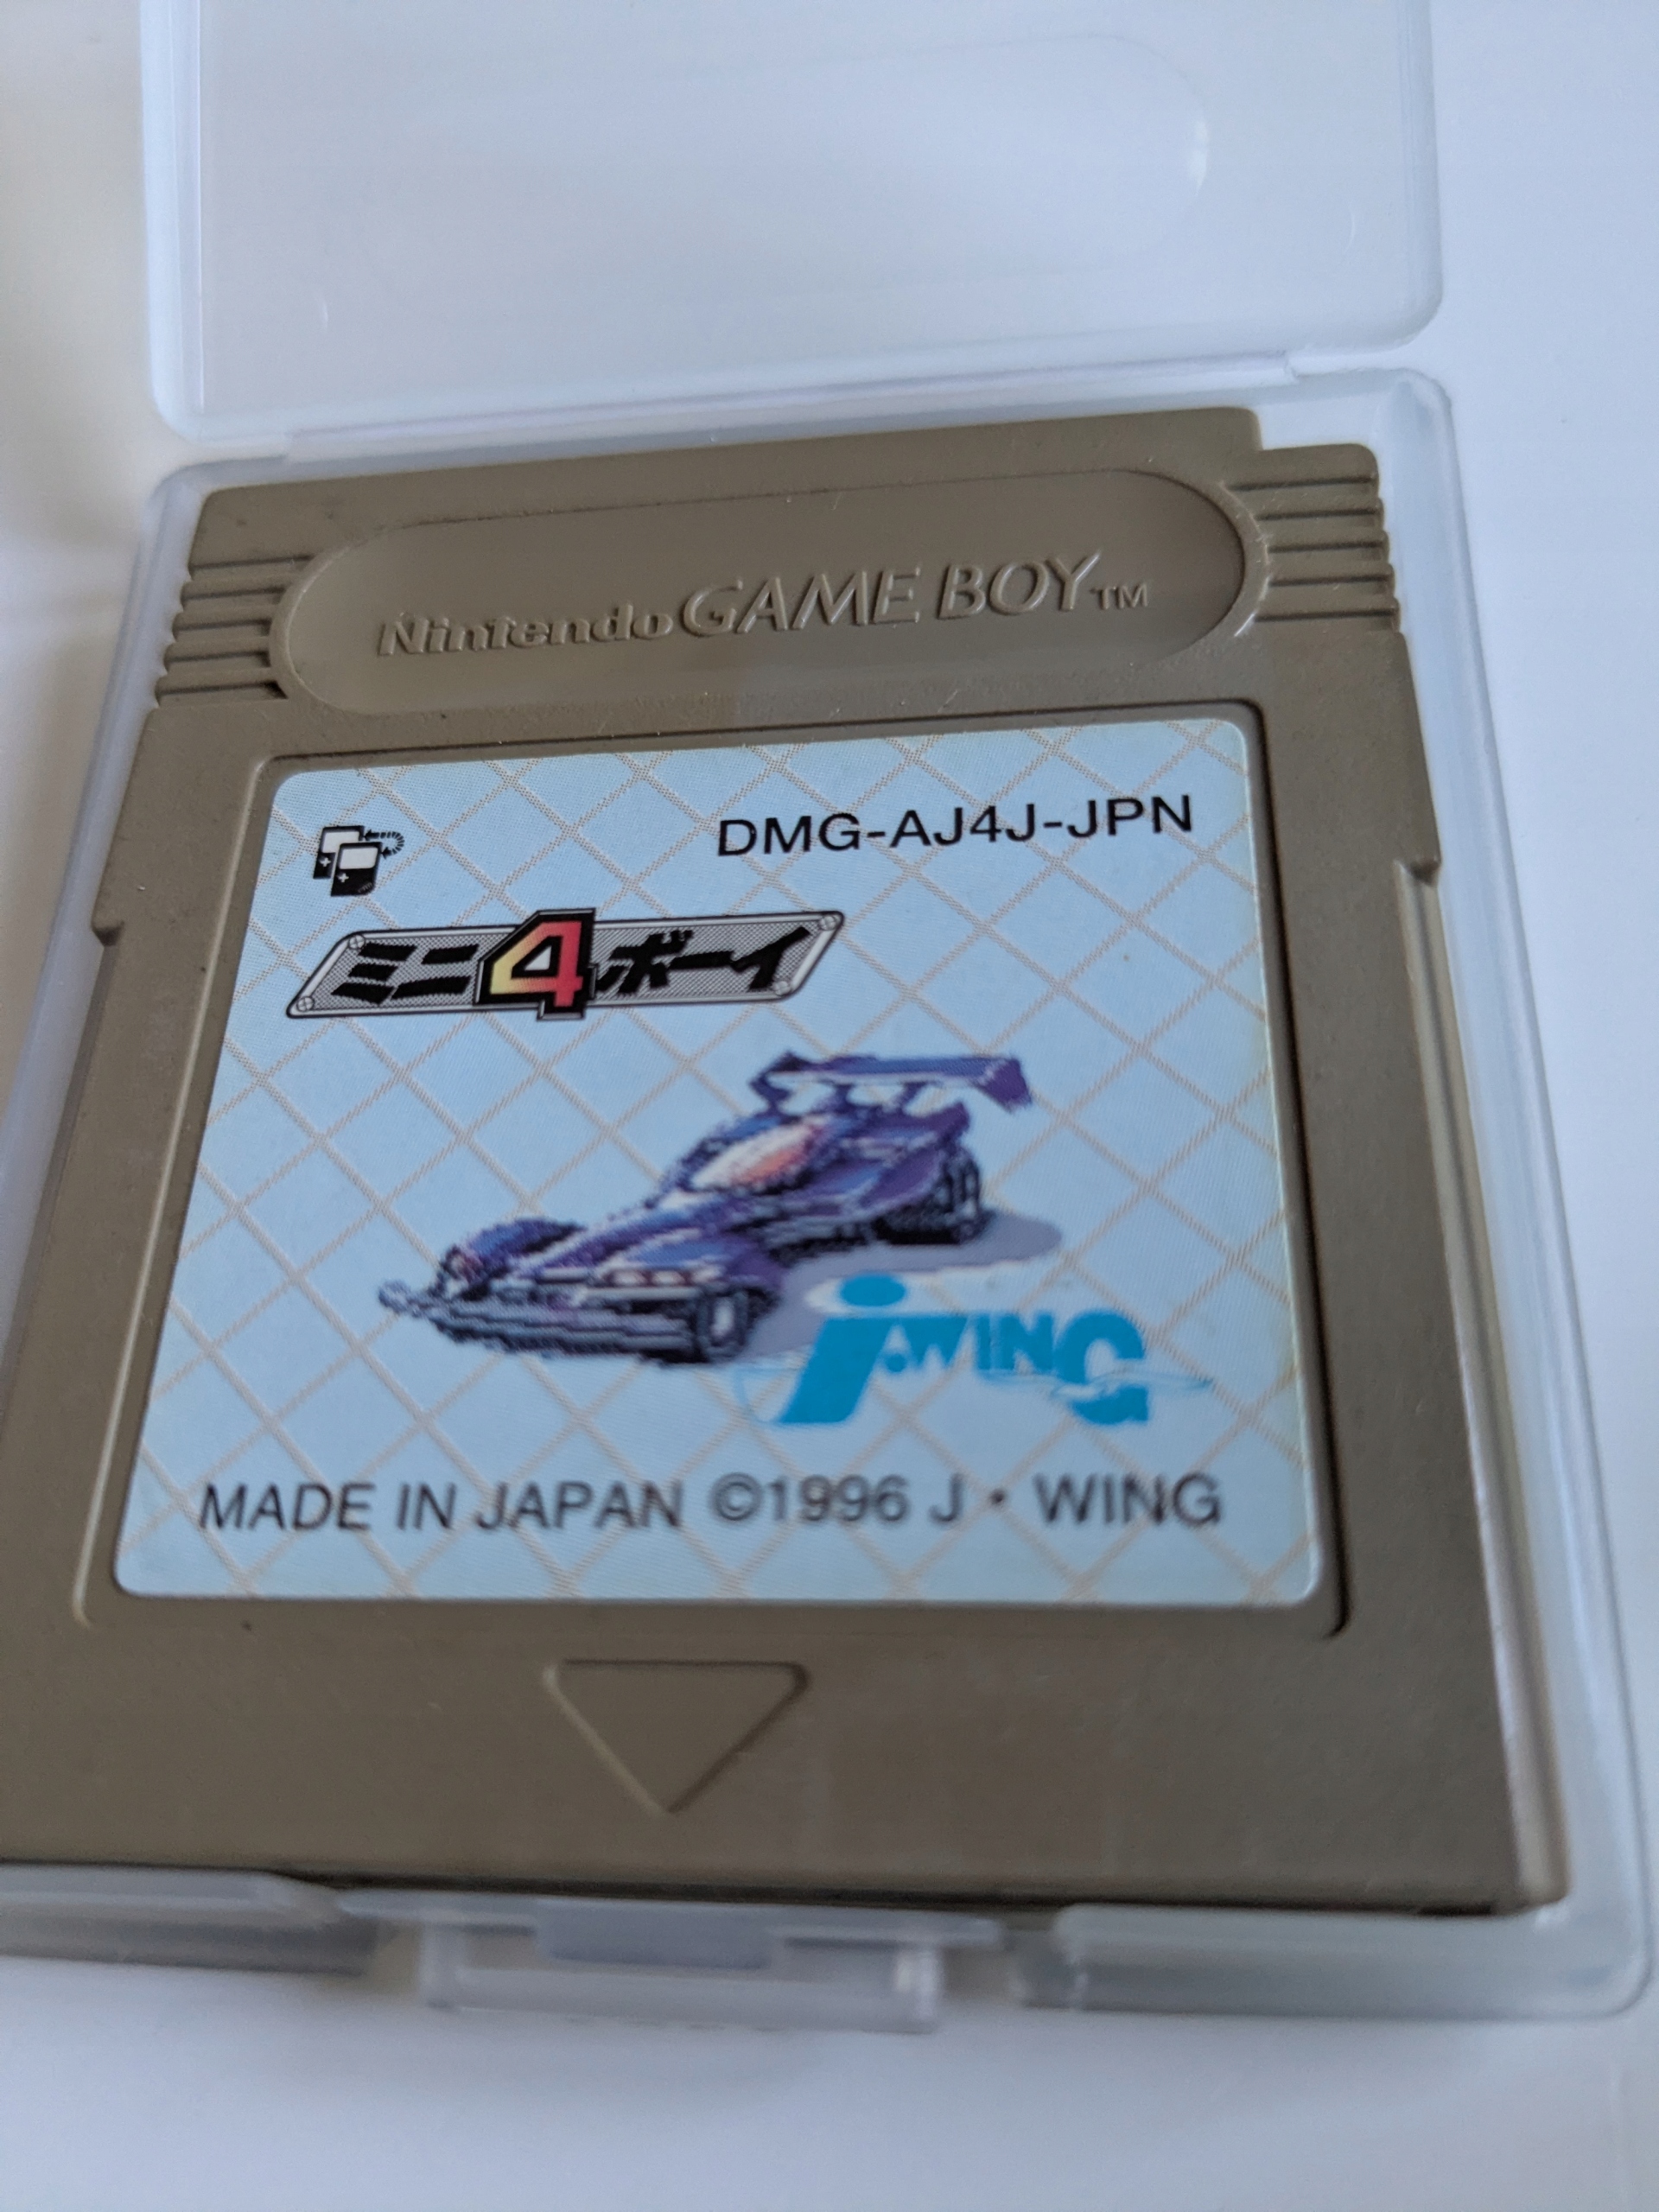 Nintendo GAME BOY™
DMG-AJ4J-JPN
ミニ4ボーイ
j.WING
MADE IN JAPAN ©1996 J・WING